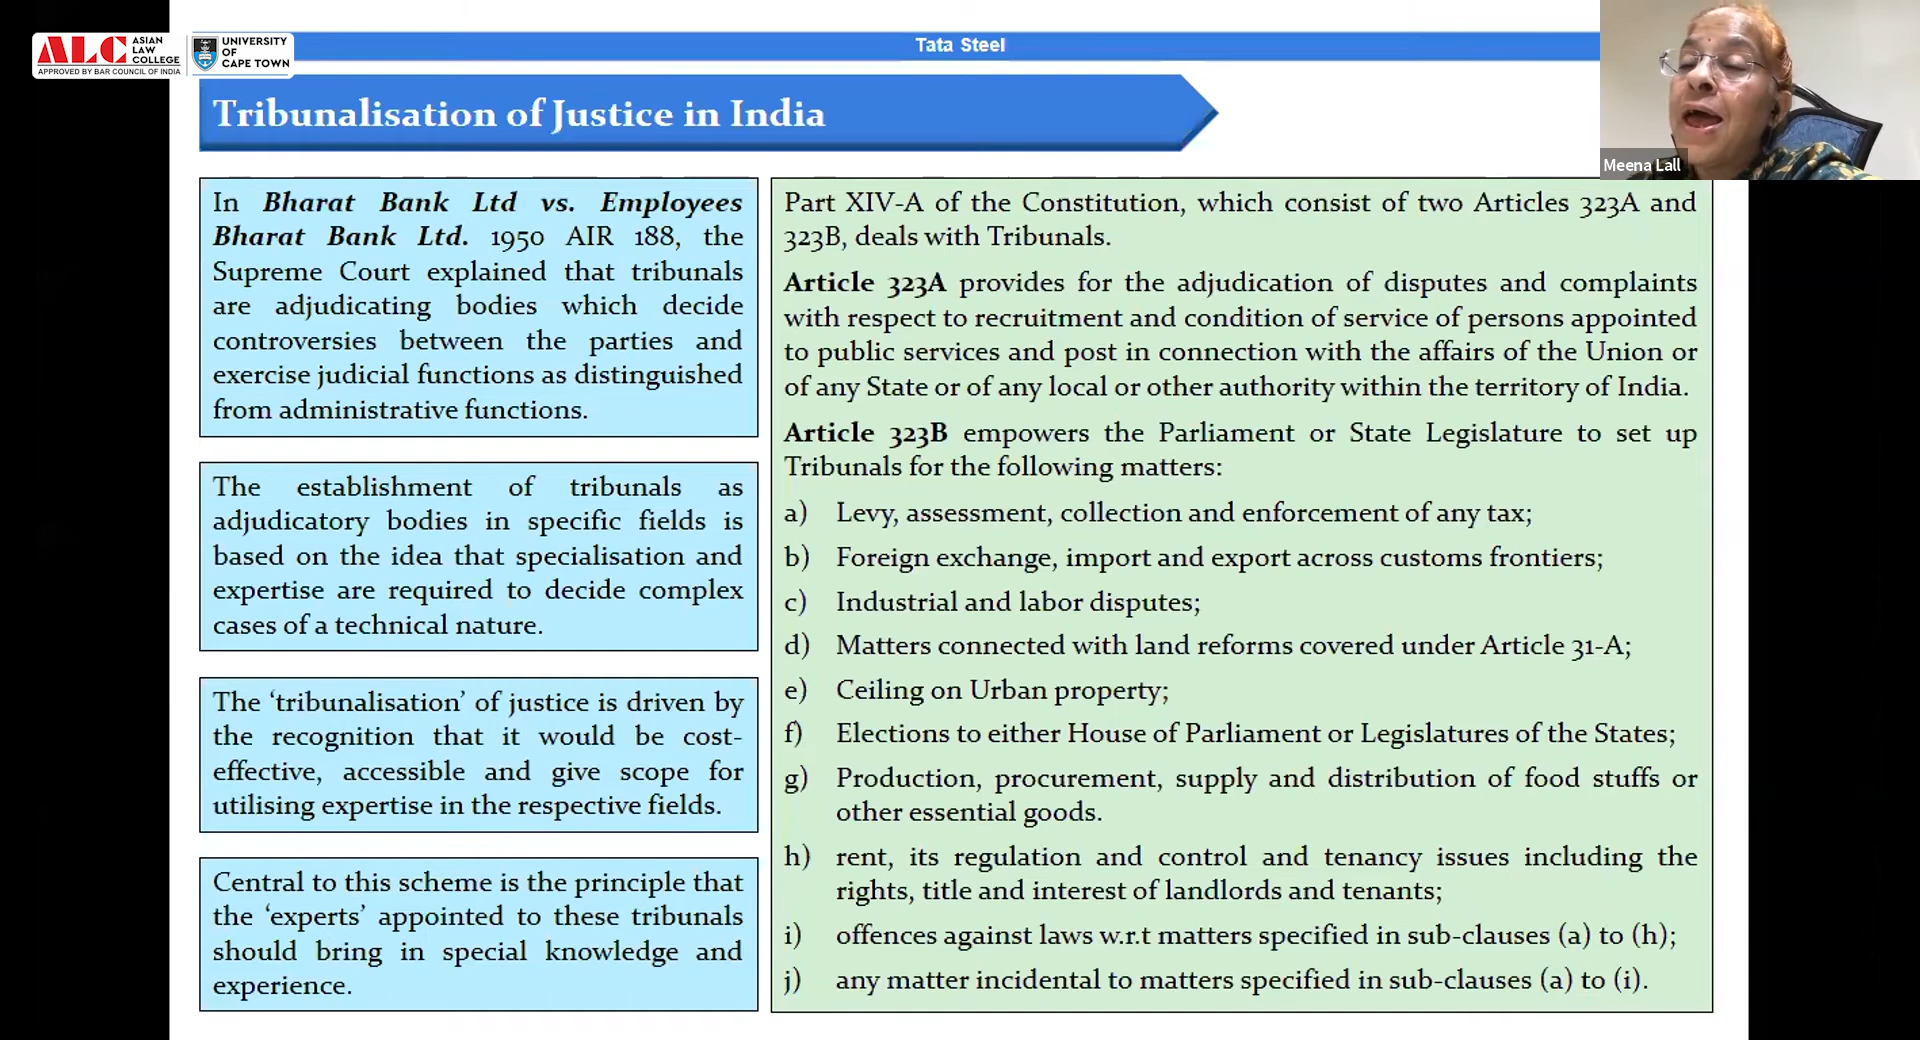 ALC ASIAN
LAW
COLLEGE
APPROVED BY BAR COUNCIL OF INDIA
UNIVERSITY
OF
CAPE TOWN
Tata Steel
Meena Lall
Tribunalisation of Justice in India
In Bharat Bank Ltd vs. Employees
Bharat Bank Ltd. 1950 AIR 188, the
Supreme Court explained that tribunals
are adjudicating bodies which decide
controversies between the parties and
exercise judicial functions as distinguished
from administrative functions.
The establishment of tribunals as
adjudicatory bodies in specific fields is
based on the idea that specialisation and
expertise are required to decide complex
cases of a technical nature.
The ‘tribunalisation’ of justice is driven by
the recognition that it would be cost-
effective, accessible and give scope for
utilising expertise in the respective fields.
Central to this scheme is the principle that
the ‘experts’ appointed to these tribunals
should bring in special knowledge and
experience.
Part XIV-A of the Constitution, which consist of two Articles 323A and
323B, deals with Tribunals.
Article 323A provides for the adjudication of disputes and complaints
with respect to recruitment and condition of service of persons appointed
to public services and post in connection with the affairs of the Union or
of any State or of any local or other authority within the territory of India.
Article 323B empowers the Parliament or State Legislature to set up
Tribunals for the following matters:
a) Levy, assessment, collection and enforcement of any tax;
b) Foreign exchange, import and export across customs frontiers;
c) Industrial and labor disputes;
d) Matters connected with land reforms covered under Article 31-A;
e) Ceiling on Urban property;
f) Elections to either House of Parliament or Legislatures of the States;
g) Production, procurement, supply and distribution of food stuffs or
other essential goods.
h) rent, its regulation and control and tenancy issues including the
rights, title and interest of landlords and tenants;
i) offences against laws w.r.t matters specified in sub-clauses (a) to (h);
j) any matter incidental to matters specified in sub-clauses (a) to (i).